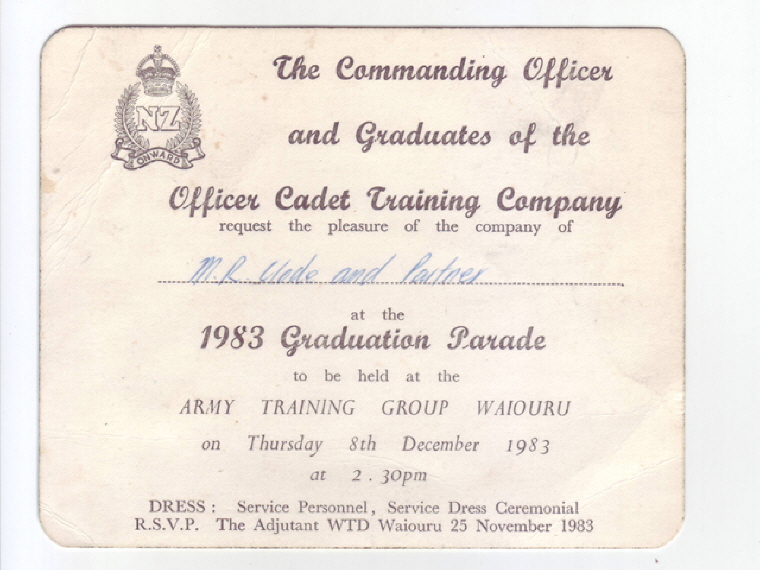 NZ
ONWARD
The Commanding Officer
and Graduates of the
Officer Cadet Training Company
request the pleasure of the company of
M.R. and Partner
at the
1983 Graduation Parade
to be held at the
ARMY TRAINING GROUP WAIOURU
on Thursday 8th December 1983
at 2.30pm
DRESS : Service Personnel, Service Dress Ceremonial
R.S.V.P. The Adjutant WTD Waiouru 25 November 1983